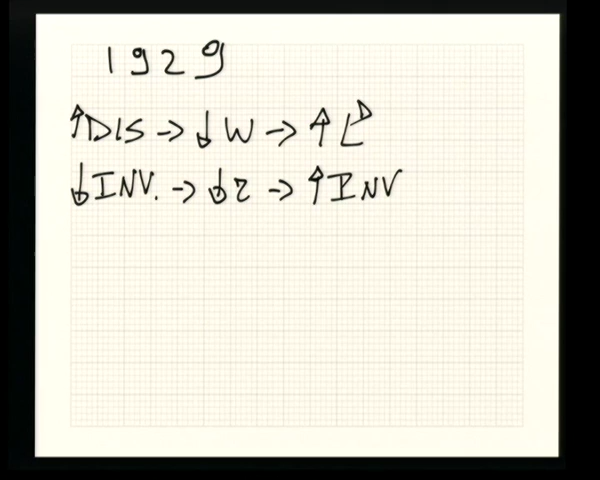 1929
↑DIS → ↓W → ↑L^D
↓INV. → ↓r → ↑INV